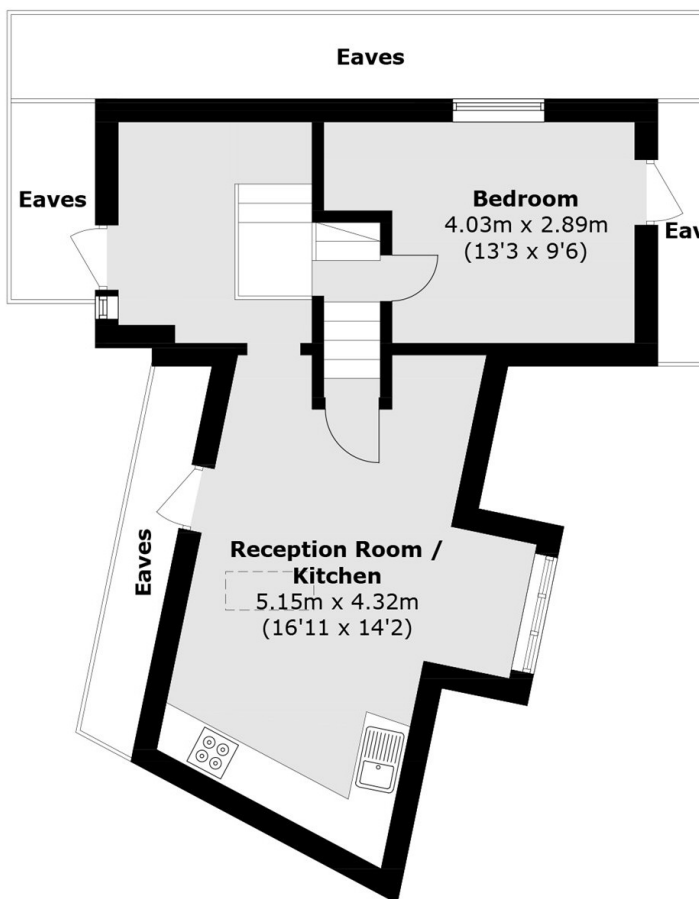 Eaves
Eaves
Bedroom
4.03m x 2.89m
(13'3 x 9'6)
Eav
Eaves
Reception Room /
Kitchen
5.15m x 4.32m
(16'11 x 14'2)